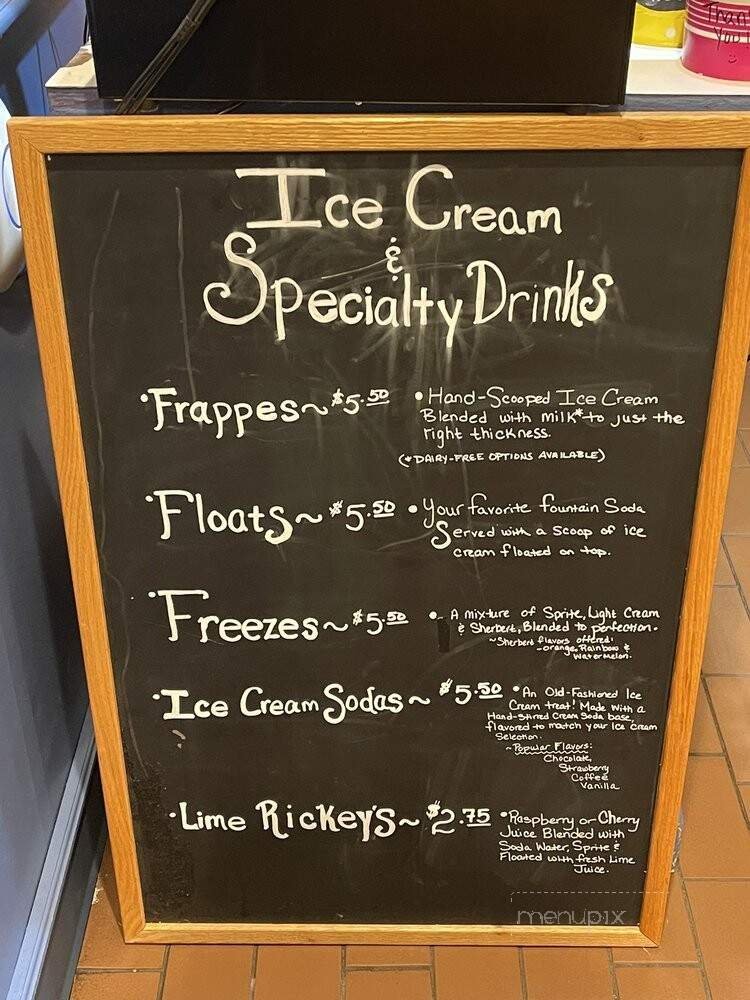 Thank
You!
Ice Cream
&
Specialty Drinks
•Frappes~ $5.50 •Hand-Scooped Ice Cream
Blended with milk* to just the
right thickness.
(*DAIRY-FREE OPTIONS AVAILABLE)
•Floats~ $5.50 •Your favorite fountain Soda
Served with a scoop of ice
cream floated on top.
•Freezes~ $5.50 •A mixture of Sprite, Light Cream
& Sherbert, Blended to perfection.
~Sherbert flavors offered:
-orange, Rainbow &
Watermelon.
•Ice Cream Sodas~ $5.50 •An Old-Fashioned Ice
Cream treat! Made with a
Hand-stirred Cream Soda base,
flavored to match your Ice Cream
Selection.
~Popular Flavors:
Chocolate,
Strawberry
Coffee
Vanilla
•Lime Rickey's~ $2.75 •Raspberry or Cherry
Juice Blended with
Soda Water, Sprite &
Floated with fresh Lime
Juice.
menupix